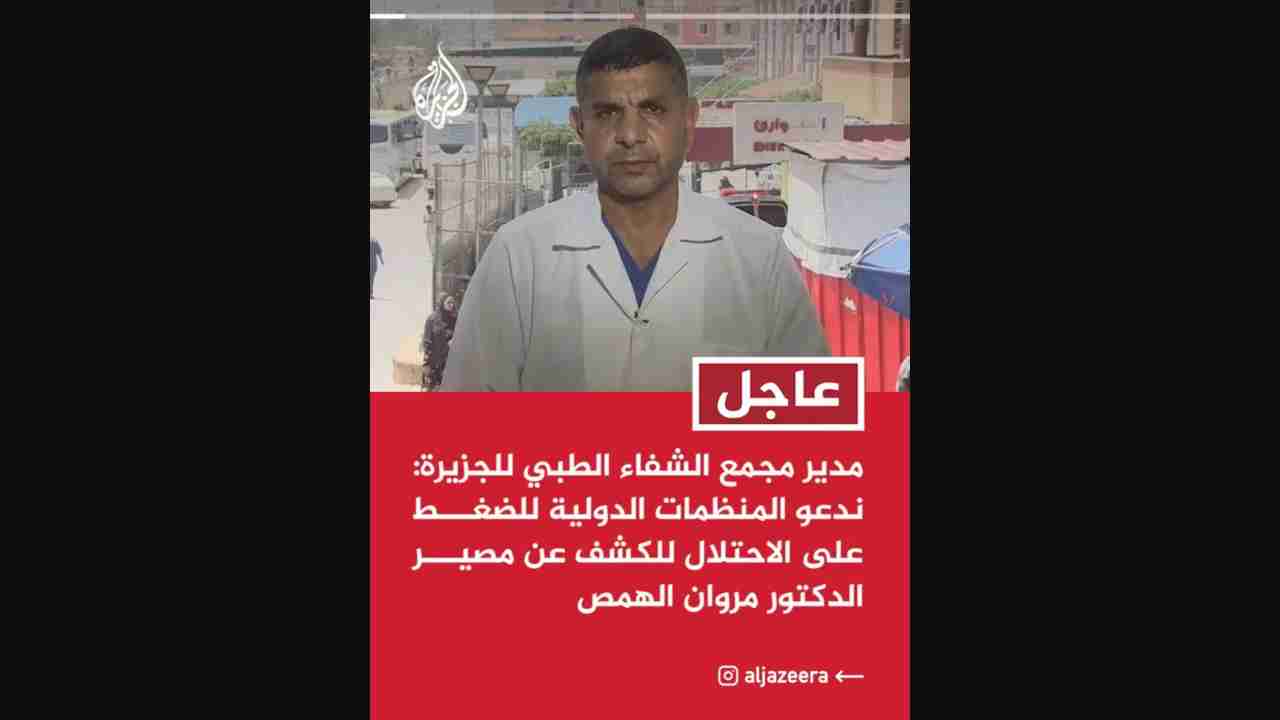 الجزيرة
عاجل
مدير مجمع الشفاء الطبي للجزيرة:
ندعو المنظمات الدولية للضغط
على الاحتلال للكشف عن مصير
الدكتور مروان الهمص
aljazeera